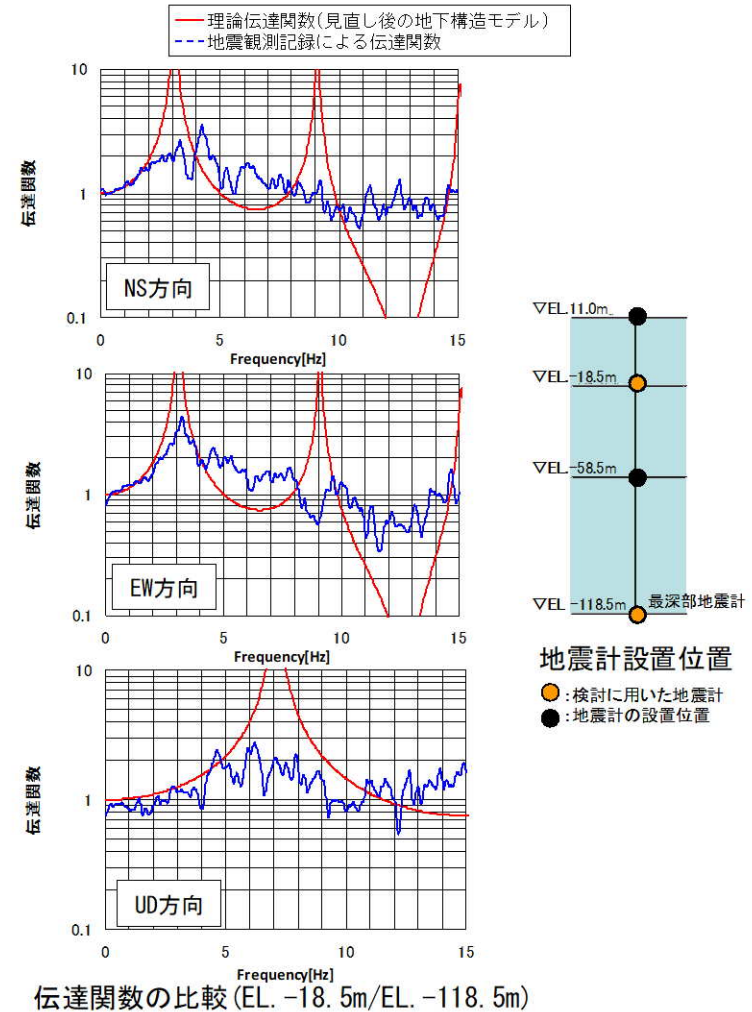 理論伝達関数(見直し後の地下構造モデル)
地震観測記録による伝達関数
10
1
0.1
伝達関数
NS方向
0 5 10 15
Frequency[Hz]
10
1
0.1
伝達関数
EW方向
0 5 10 15
Frequency[Hz]
10
1
0.1
伝達関数
UD方向
0 5 10 15
Frequency[Hz]
伝達関数の比較(EL.-18.5m/EL.-118.5m)
▽EL.11.0m
▽EL.-18.5m
▽EL.-58.5m
▽EL -118.5m 最深部地震計
地震計設置位置
:検討に用いた地震計
:地震計の設置位置